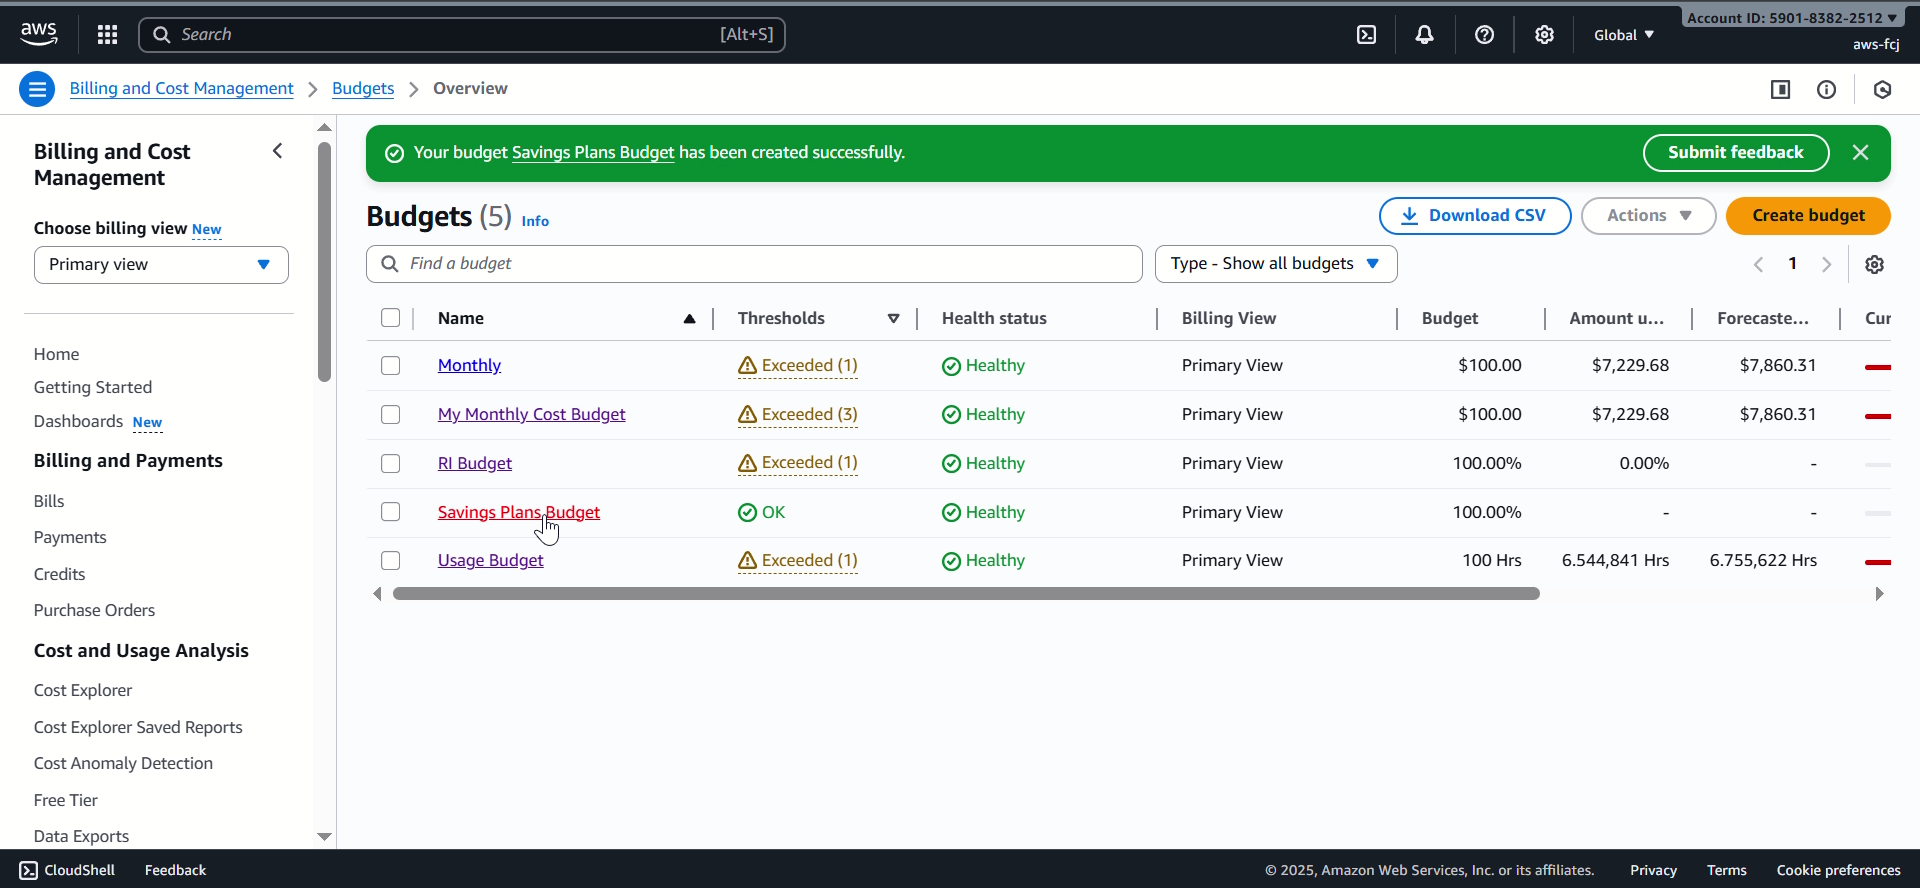 aws
Search [Alt+S]
Global
Account ID: 5901-8382-2512
aws-fcj
Billing and Cost Management > Budgets > Overview
Billing and Cost
Management
Choose billing view New
Primary view
Home
Getting Started
Dashboards New
Billing and Payments
Bills
Payments
Credits
Purchase Orders
Cost and Usage Analysis
Cost Explorer
Cost Explorer Saved Reports
Cost Anomaly Detection
Free Tier
Data Exports
Your budget Savings Plans Budget has been created successfully.
Submit feedback
Budgets (5) Info
Download CSV
Actions
Create budget
Find a budget
Type - Show all budgets
1
Name Thresholds Health status Billing View Budget Amount u... Forecaste... Cur
Monthly Exceeded (1) Healthy Primary View $100.00 $7,229.68 $7,860.31
My Monthly Cost Budget Exceeded (3) Healthy Primary View $100.00 $7,229.68 $7,860.31
RI Budget Exceeded (1) Healthy Primary View 100.00% 0.00% -
Savings Plans Budget OK Healthy Primary View 100.00% - -
Usage Budget Exceeded (1) Healthy Primary View 100 Hrs 6.544,841 Hrs 6.755,622 Hrs
CloudShell Feedback © 2025, Amazon Web Services, Inc. or its affiliates. Privacy Terms Cookie preferences